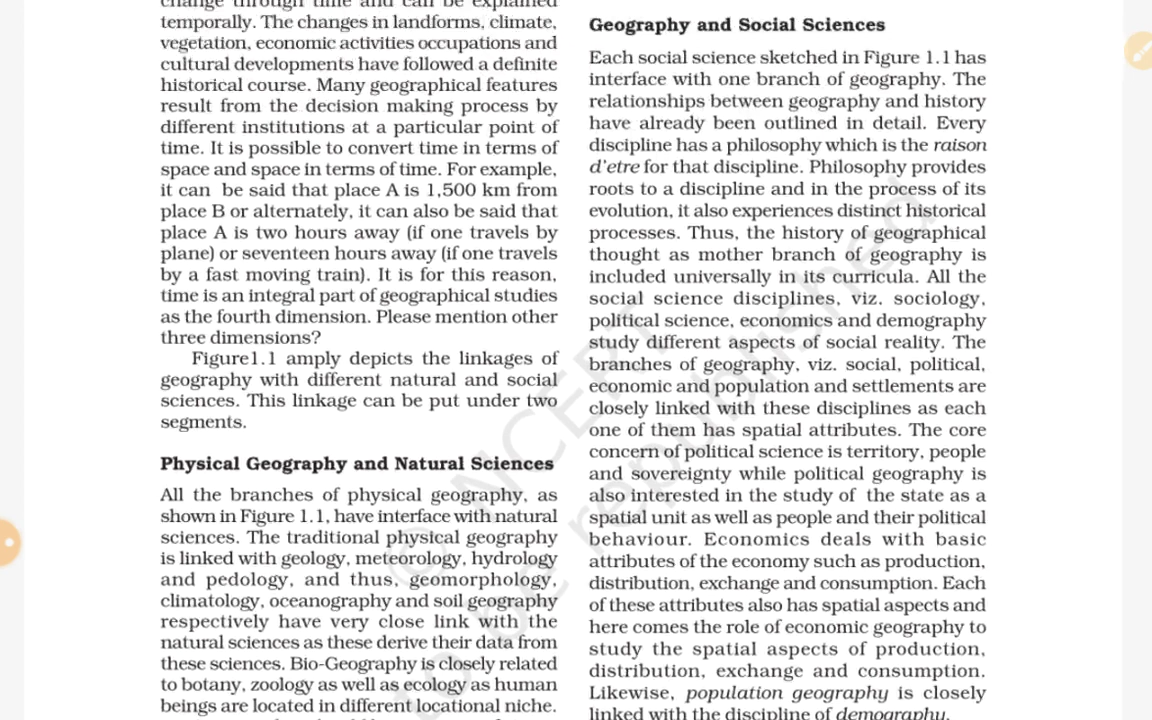 change through time and can be explained
temporally. The changes in landforms, climate,
vegetation, economic activities occupations and
cultural developments have followed a definite
historical course. Many geographical features
result from the decision making process by
different institutions at a particular point of
time. It is possible to convert time in terms of
space and space in terms of time. For example,
it can be said that place A is 1,500 km from
place B or alternately, it can also be said that
place A is two hours away (if one travels by
plane) or seventeen hours away (if one travels
by a fast moving train). It is for this reason,
time is an integral part of geographical studies
as the fourth dimension. Please mention other
three dimensions?
Figure1.1 amply depicts the linkages of
geography with different natural and social
sciences. This linkage can be put under two
segments.
Physical Geography and Natural Sciences
All the branches of physical geography, as
shown in Figure 1.1, have interface with natural
sciences. The traditional physical geography
is linked with geology, meteorology, hydrology
and pedology, and thus, geomorphology,
climatology, oceanography and soil geography
respectively have very close link with the
natural sciences as these derive their data from
these sciences. Bio-Geography is closely related
to botany, zoology as well as ecology as human
beings are located in different locational niche.
Geography and Social Sciences
Each social science sketched in Figure 1.1 has
interface with one branch of geography. The
relationships between geography and history
have already been outlined in detail. Every
discipline has a philosophy which is the raison
d'etre for that discipline. Philosophy provides
roots to a discipline and in the process of its
evolution, it also experiences distinct historical
processes. Thus, the history of geographical
thought as mother branch of geography is
included universally in its curricula. All the
social science disciplines, viz. sociology,
political science, economics and demography
study different aspects of social reality. The
branches of geography, viz. social, political,
economic and population and settlements are
closely linked with these disciplines as each
one of them has spatial attributes. The core
concern of political science is territory, people
and sovereignty while political geography is
also interested in the study of the state as a
spatial unit as well as people and their political
behaviour. Economics deals with basic
attributes of the economy such as production,
distribution, exchange and consumption. Each
of these attributes also has spatial aspects and
here comes the role of economic geography to
study the spatial aspects of production,
distribution, exchange and consumption.
Likewise, population geography is closely
linked with the discipline of demography.
© NCERT
to be republished